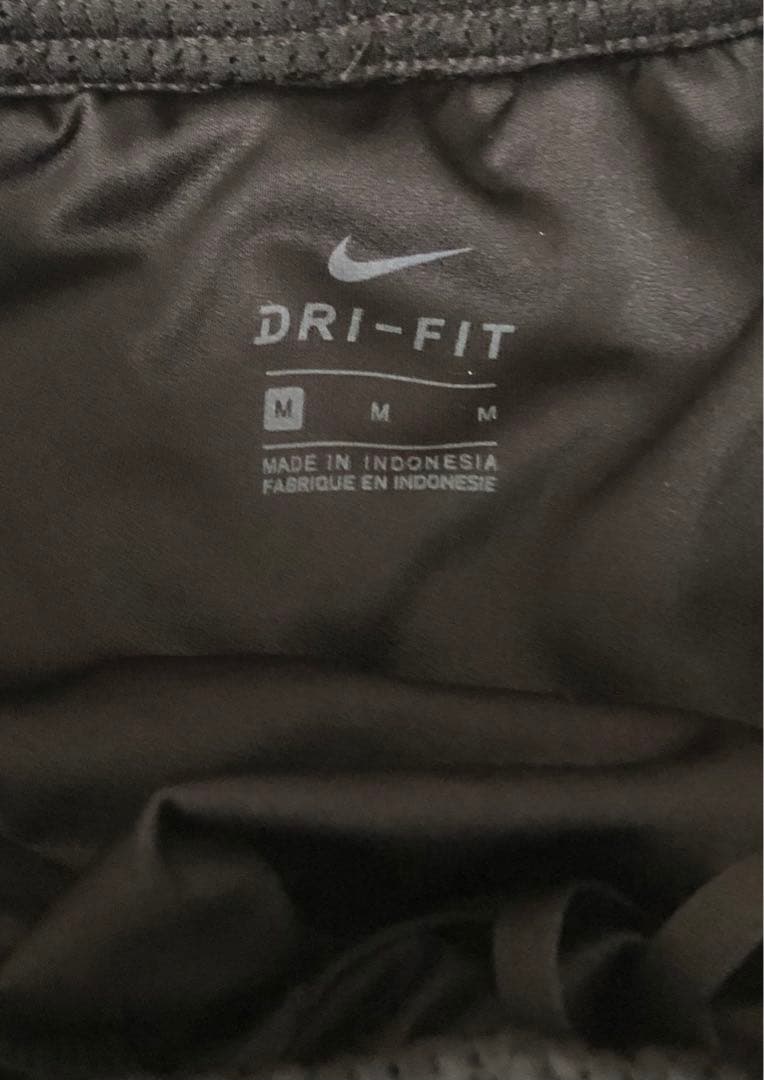 DRI-FIT
M M M
MADE IN INDONESIA
FABRIQUE EN INDONESIE